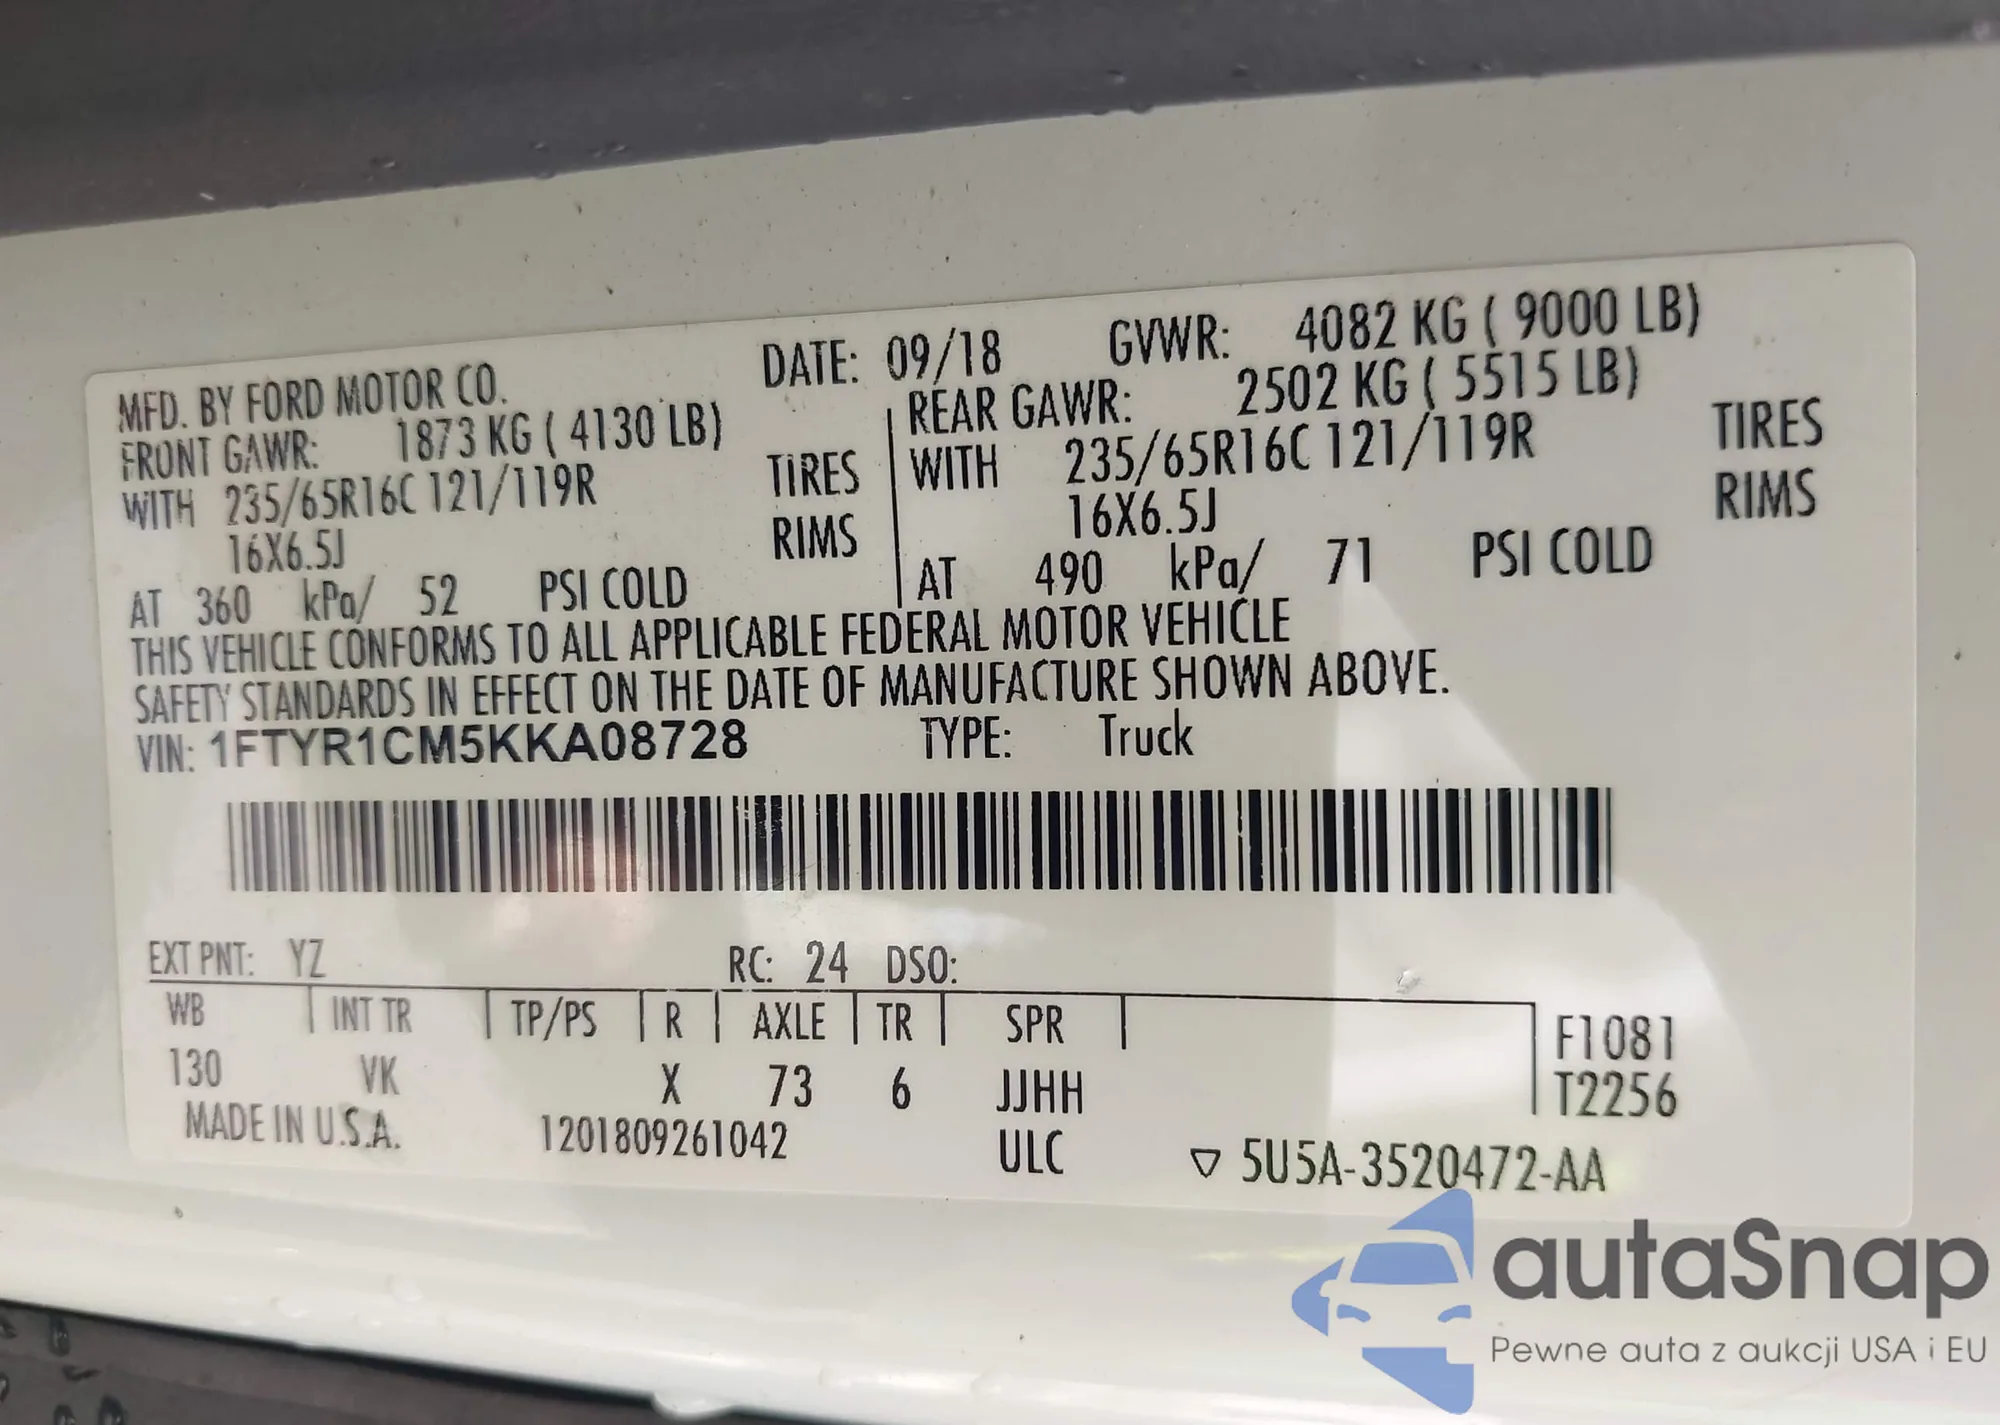 MFD. BY FORD MOTOR CO. DATE: 09/18 GVWR: 4082 KG ( 9000 LB)
FRONT GAWR: 1873 KG ( 4130 LB) REAR GAWR: 2502 KG ( 5515 LB)
WITH 235/65R16C 121/119R TIRES WITH 235/65R16C 121/119R TIRES
16X6.5J RIMS 16X6.5J RIMS
AT 360 kPa/ 52 PSI COLD AT 490 kPa/ 71 PSI COLD
THIS VEHICLE CONFORMS TO ALL APPLICABLE FEDERAL MOTOR VEHICLE
SAFETY STANDARDS IN EFFECT ON THE DATE OF MANUFACTURE SHOWN ABOVE.
VIN: 1FTYR1CM5KKA08728 TYPE: Truck
EXT PNT: YZ RC: 24 DSO:
WB INT TR TP/PS R AXLE TR SPR F1081
130 VK X 73 6 JJHH T2256
MADE IN U.S.A. 1201809261042 ULC ▽ 5U5A-3520472-AA
autaSnap
Pewne auta z aukcji USA i EU